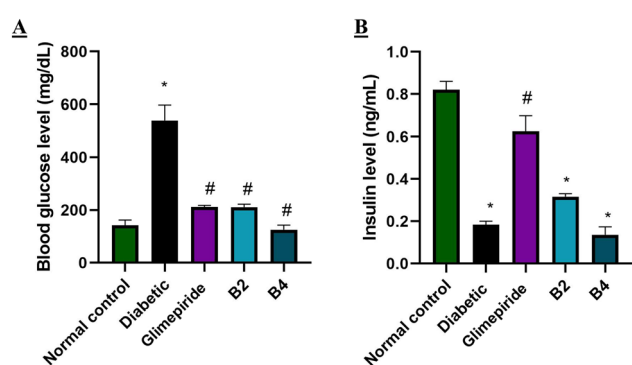 A
Blood glucose level (mg/dL)
800
600
400
200
0
*
#
#
#
Normal control
Diabetic
Glimepiride
B2
B4
B
Insulin level (ng/mL)
1.0
0.8
0.6
0.4
0.2
0.0
*
#
*
*
Normal control
Diabetic
Glimepiride
B2
B4